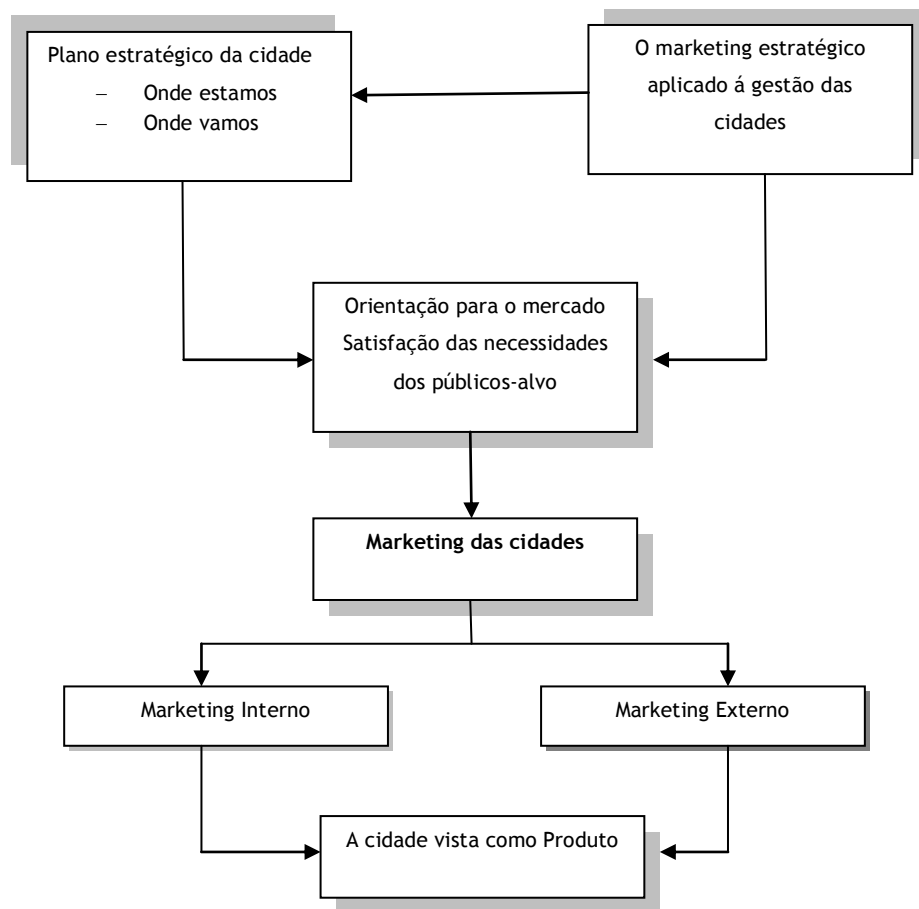 Plano estratégico da cidade
– Onde estamos
– Onde vamos
O marketing estratégico
aplicado á gestão das
cidades
Orientação para o mercado
Satisfação das necessidades
dos públicos-alvo
Marketing das cidades
Marketing Interno
Marketing Externo
A cidade vista como Produto